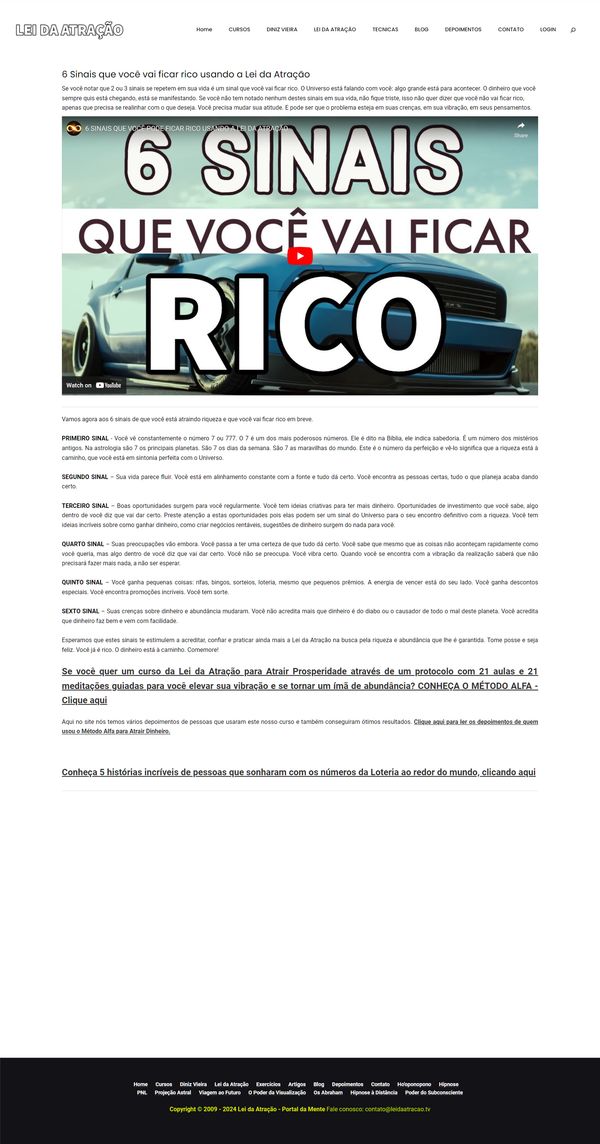 LEI DA ATRAÇÃO
Home CURSOS DINIZ VIEIRA LEI DA ATRAÇÃO TECNICAS BLOG DEPOIMENTOS CONTATO LOGIN
6 Sinais que você vai ficar rico usando a Lei da Atração
Se você notar que 2 ou 3 sinais se repetem em sua vida é um sinal que você vai ficar rico. O Universo está falando com você: algo grande está para acontecer. O dinheiro que você
sempre quis está chegando, está se manifestando. Se você não tem notado nenhum destes sinais em sua vida, não fique triste, isso não quer dizer que você não vai ficar rico,
apenas que precisa se realinhar com o que deseja. Você precisa mudar sua atitude. E pode ser que o problema esteja em suas crenças, em sua vibração, em seus pensamentos.
6 SINAIS QUE VOCÊ PODE FICAR RICO USANDO A LEI DA ATRAÇÃO
Share
6 SINAIS
QUE VOCÊ VAI FICAR
RICO
Watch on YouTube
Vamos agora aos 6 sinais de que você está atraindo riqueza e que você vai ficar rico em breve.
PRIMEIRO SINAL - Você vê constantemente o número 7 ou 777. O 7 é um dos mais poderosos números. Ele é dito na Bíblia, ele indica sabedoria. É um número dos mistérios
antigos. Na astrologia são 7 os principais planetas. São 7 os dias da semana. São 7 as maravilhas do mundo. Este é o número da perfeição e vê-lo significa que a riqueza está à
caminho, que você está em sintonia perfeita com o Universo.
SEGUNDO SINAL – Sua vida parece fluir. Você está em alinhamento constante com a fonte e tudo dá certo. Você encontra as pessoas certas, tudo o que planeja acaba dando
certo.
TERCEIRO SINAL – Boas oportunidades surgem para você regularmente. Você tem ideias criativas para ter mais dinheiro. Oportunidades de investimento que você sabe, algo
dentro de você diz que vai dar certo. Preste atenção a estas oportunidades pois elas podem ser um sinal do Universo para o seu encontro definitivo com a riqueza. Você tem
ideias incríveis sobre como ganhar dinheiro, como criar negócios rentáveis, sugestões de dinheiro surgem do nada para você.
QUARTO SINAL – Suas preocupações vão embora. Você passa a ter uma certeza de que tudo dá certo. Você sabe que mesmo que as coisas não aconteçam rapidamente como
você queria, mas algo dentro de você diz que vai dar certo. Você não se preocupa. Você vibra certo. Quando você se encontra com a vibração da realização saberá que não
precisará fazer mais nada, a não ser esperar.
QUINTO SINAL – Você ganha pequenas coisas: rifas, bingos, sorteios, loteria, mesmo que pequenos prêmios. A energia de vencer está do seu lado. Você ganha descontos
especiais. Você encontra promoções incríveis. Você tem sorte.
SEXTO SINAL – Suas crenças sobre dinheiro e abundância mudaram. Você não acredita mais que dinheiro é do diabo ou o causador de todo o mal deste planeta. Você acredita
que dinheiro faz bem e vem com facilidade.
Esperamos que estes sinais te estimulem a acreditar, confiar e praticar ainda mais a Lei da Atração na busca pela riqueza e abundância que lhe é garantida. Tome posse e seja
feliz. Você já é rico. O dinheiro está à caminho. Comemore!
Se você quer um curso da Lei da Atração para Atrair Prosperidade através de um protocolo com 21 aulas e 21
meditações guiadas para você elevar sua vibração e se tornar um ímã de abundância? CONHEÇA O MÉTODO ALFA -
Clique aqui
Aqui no site nós temos vários depoimentos de pessoas que usaram este nosso curso e também conseguiram ótimos resultados. Clique aqui para ler os depoimentos de quem
usou o Método Alfa para Atrair Dinheiro.
Conheça 5 histórias incríveis de pessoas que sonharam com os números da Loteria ao redor do mundo, clicando aqui
Home Cursos Diniz Vieira Lei da Atração Exercícios Artigos Blog Depoimentos Contato Ho'oponopono Hipnose
PNL Projeção Astral Viagem ao Futuro O Poder da Visualização Os Abraham Hipnose à Distância Poder do Subconsciente
Copyright © 2009 - 2024 Lei da Atração - Portal da Mente Fale conosco: contato@leidaatracao.tv